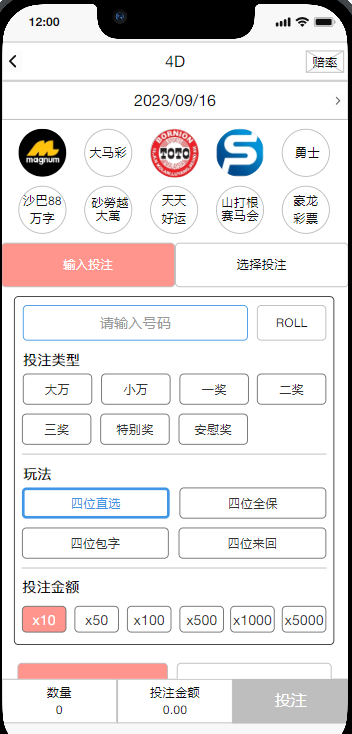 12:00
4D
赔率
2023/09/16
magnum
大马彩
BORNION
TOTO
S
勇士
沙巴88
万字
砂劳越
大萬
天天
好运
山打根
赛马会
豪龙
彩票
输入投注
选择投注
请输入号码
ROLL
投注类型
大万
小万
一奖
二奖
三奖
特别奖
安慰奖
玩法
四位直选
四位全保
四位包字
四位来回
投注金额
x10
x50
x100
x500
x1000
x5000
数量
投注金额
投注
0
0.00